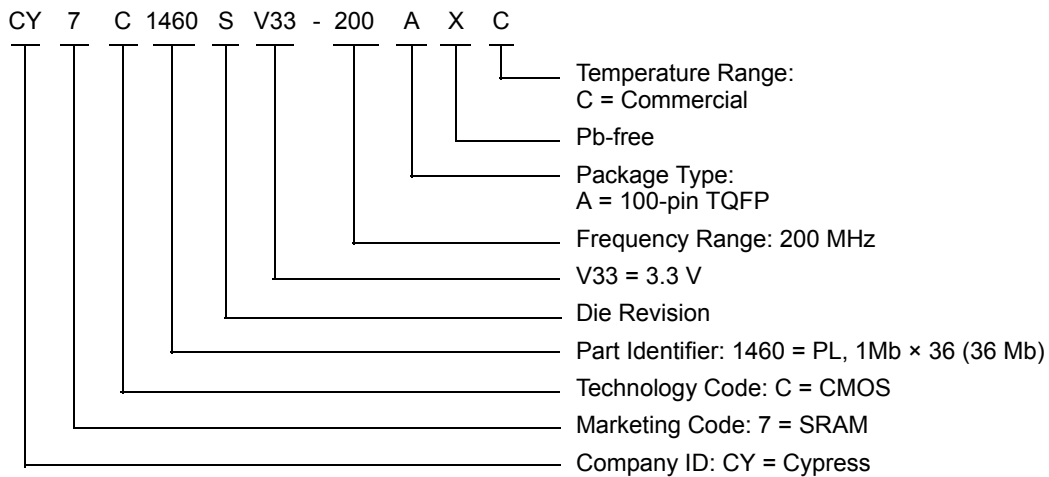 CY 7 C 1460 S V33 - 200 A X C
Temperature Range:
C = Commercial
Pb-free
Package Type:
A = 100-pin TQFP
Frequency Range: 200 MHz
V33 = 3.3 V
Die Revision
Part Identifier: 1460 = PL, 1Mb × 36 (36 Mb)
Technology Code: C = CMOS
Marketing Code: 7 = SRAM
Company ID: CY = Cypress